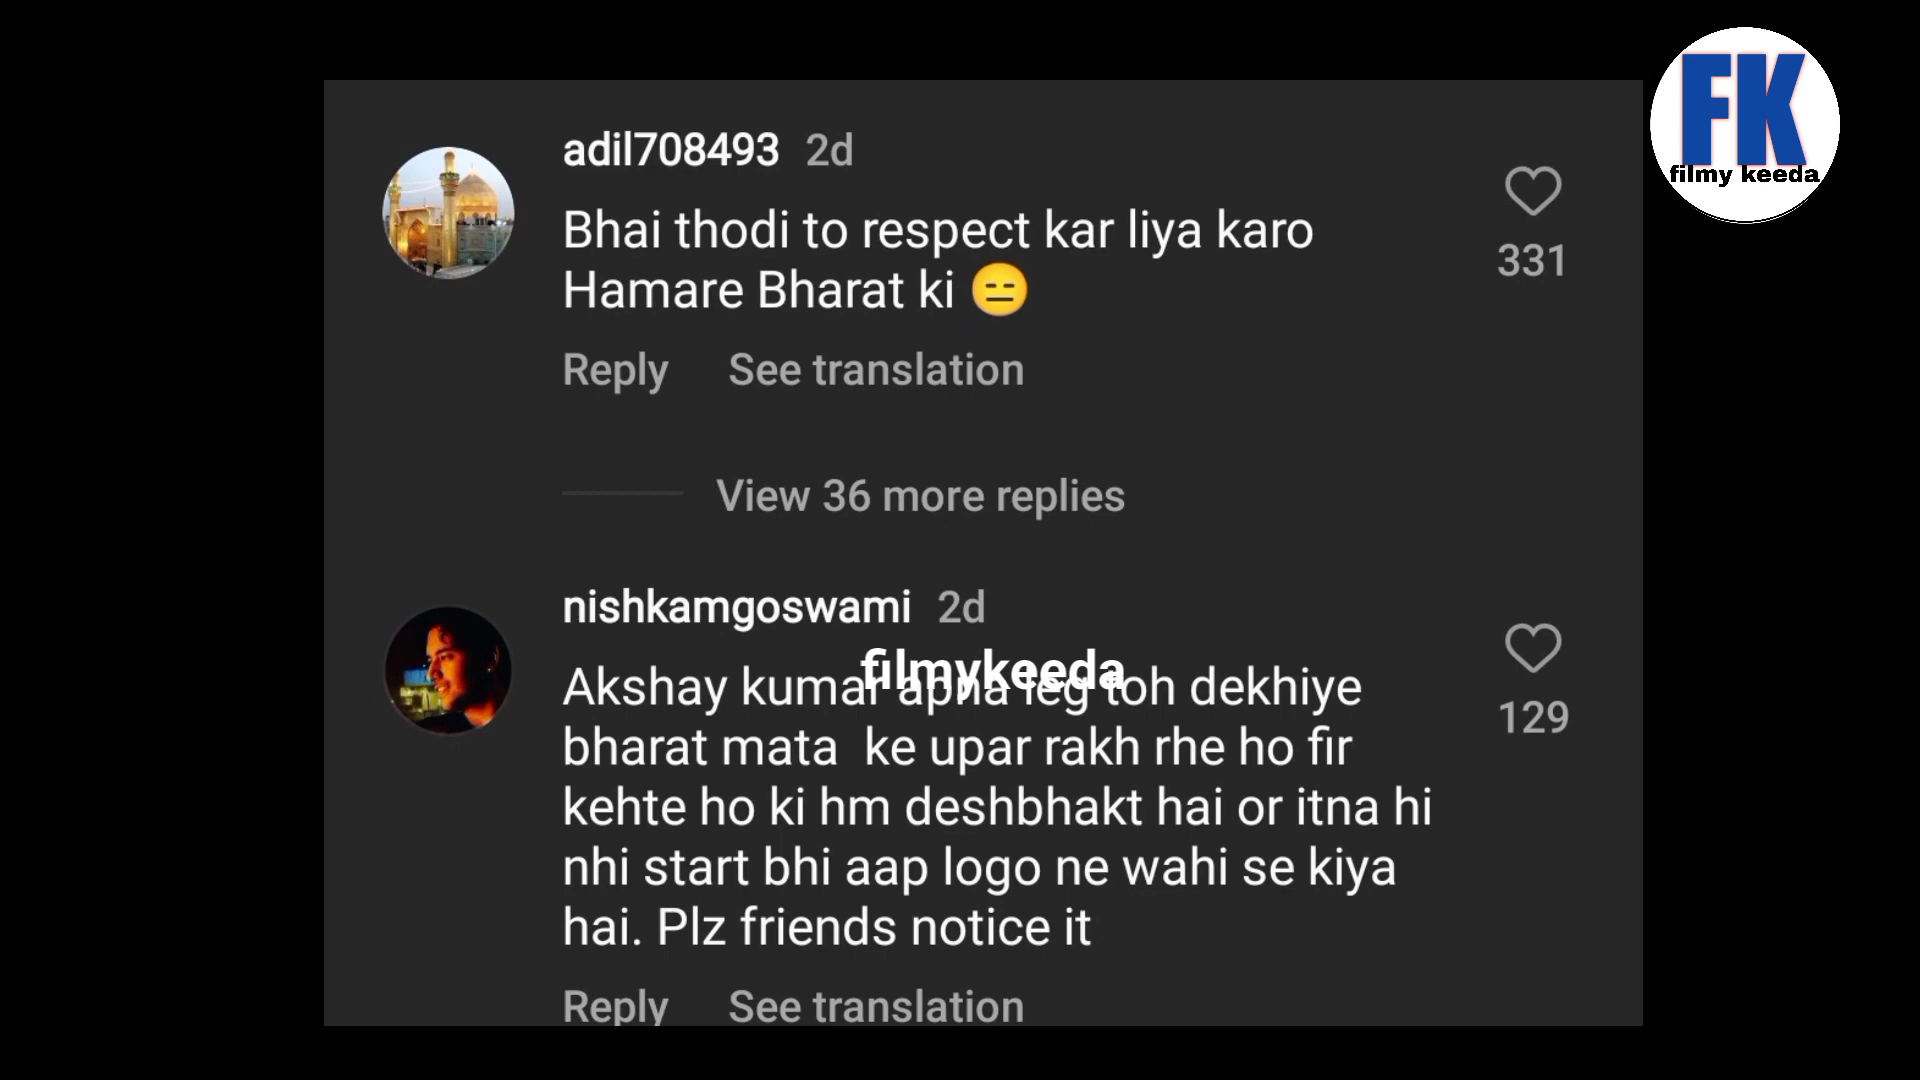 FK
filmy keeda
adil708493 2d
Bhai thodi to respect kar liya karo
Hamare Bharat ki 😑
331
Reply See translation
View 36 more replies
nishkamgoswami 2d
filmykeeda
Akshay kumar apna leg toh dekhiye
bharat mata ke upar rakh rhe ho fir
kehte ho ki hm deshbhakt hai or itna hi
nhi start bhi aap logo ne wahi se kiya
hai. Plz friends notice it
129
Reply See translation